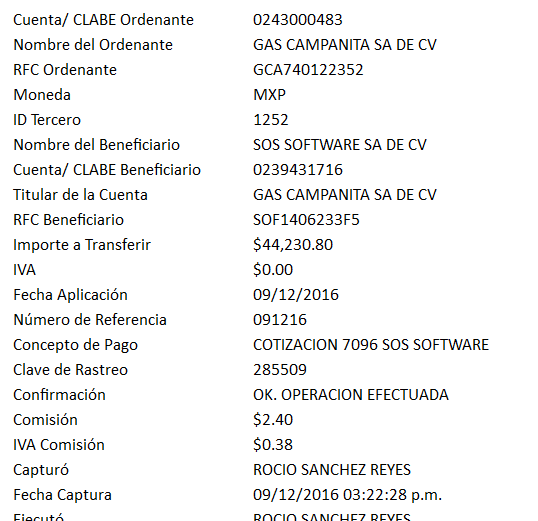 Cuenta/ CLABE Ordenante 0243000483
Nombre del Ordenante GAS CAMPANITA SA DE CV
RFC Ordenante GCA740122352
Moneda MXP
ID Tercero 1252
Nombre del Beneficiario SOS SOFTWARE SA DE CV
Cuenta/ CLABE Beneficiario 0239431716
Titular de la Cuenta GAS CAMPANITA SA DE CV
RFC Beneficiario SOF1406233F5
Importe a Transferir $44,230.80
IVA $0.00
Fecha Aplicación 09/12/2016
Número de Referencia 091216
Concepto de Pago COTIZACION 7096 SOS SOFTWARE
Clave de Rastreo 285509
Confirmación OK. OPERACION EFECTUADA
Comisión $2.40
IVA Comisión $0.38
Capturó ROCIO SANCHEZ REYES
Fecha Captura 09/12/2016 03:22:28 p.m.
Ejecutó ROCIO SANCHEZ REYES